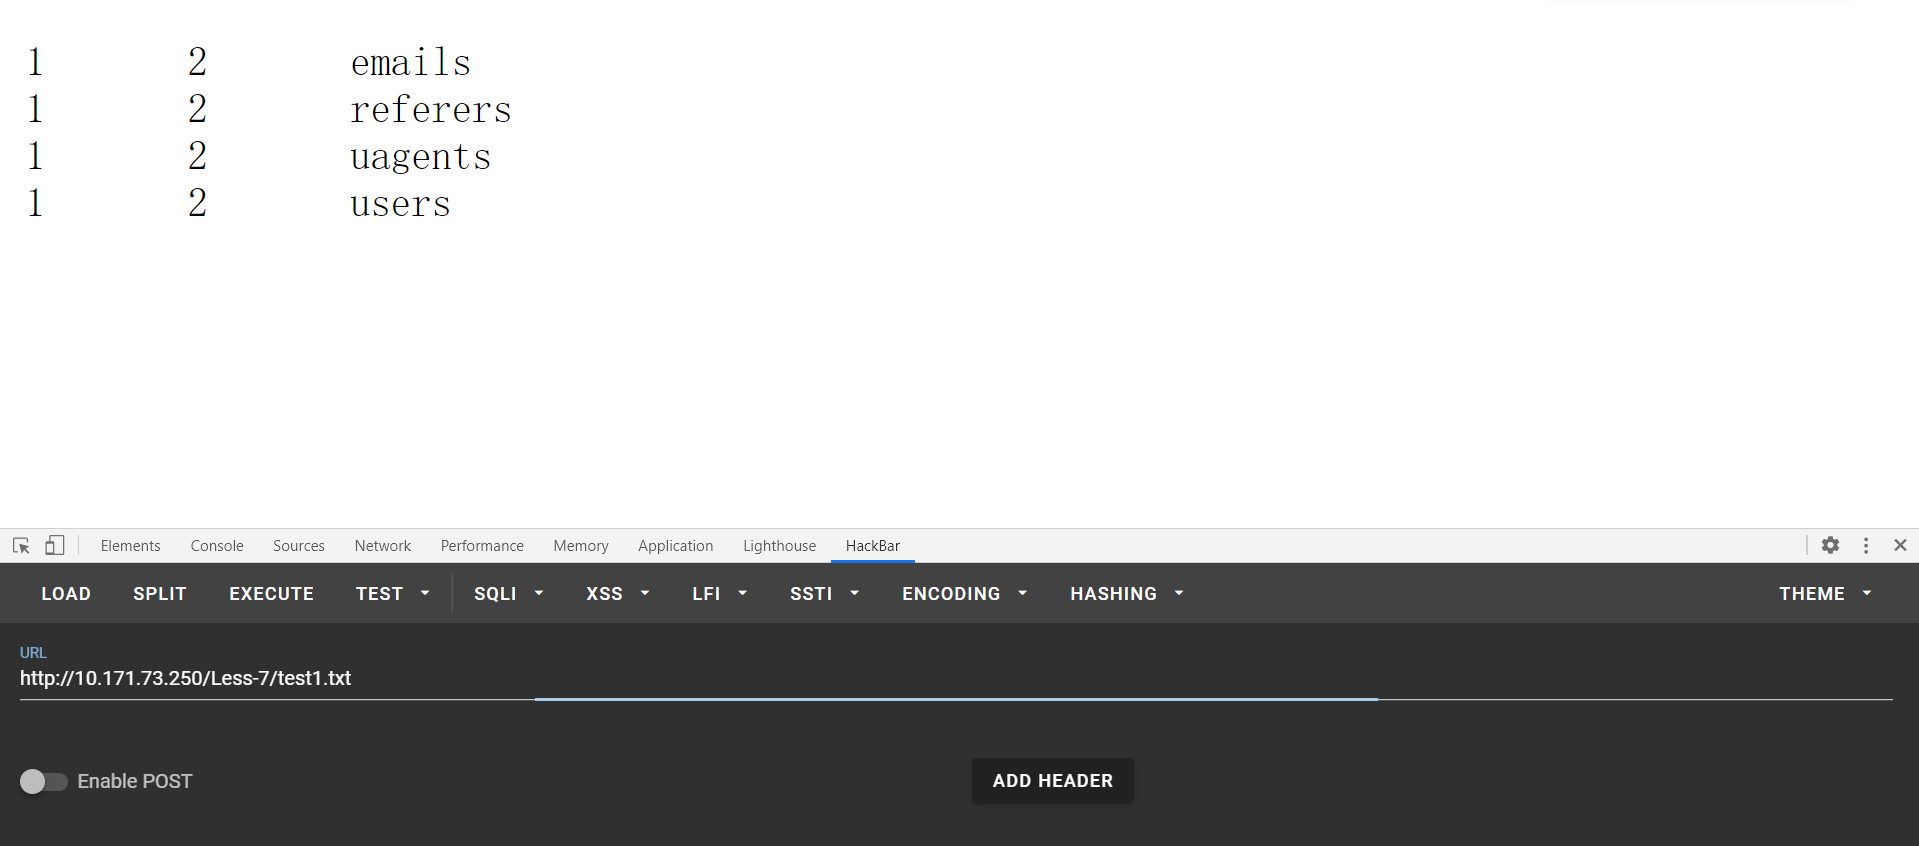 1 2 emails
1 2 referers
1 2 uagents
1 2 users
Elements Console Sources Network Performance Memory Application Lighthouse HackBar
LOAD SPLIT EXECUTE TEST SQLI XSS LFI SSTI ENCODING HASHING THEME
URL
http://10.171.73.250/Less-7/test1.txt
Enable POST ADD HEADER